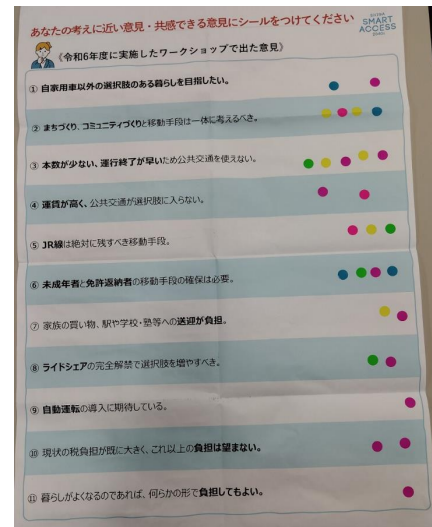 あなたの考えに近い意見・共感できる意見にシールをつけてください
SMART
ACCESS
《令和6年度に実施したワークショップで出た意見》
① 自家用車以外の選択肢のある暮らしを目指したい。
② まちづくり、コミュニティづくりと移動手段は一体に考えるべき。
③ 本数が少ない、運行終了が早いため公共交通を使えない。
④ 運賃が高く、公共交通が選択肢に入らない。
⑤ JR線は絶対に残すべき移動手段。
⑥ 未成年者と免許返納者の移動手段の確保は必要。
⑦ 家族の買い物、駅や学校・塾等への送迎が負担。
⑧ ライドシェアの完全解禁で選択肢を増やすべき。
⑨ 自動運転の導入に期待している。
⑩ 現状の税負担が既に大きく、これ以上の負担は望まない。
⑪ 暮らしがよくなるのであれば、何らかの形で負担してもよい。